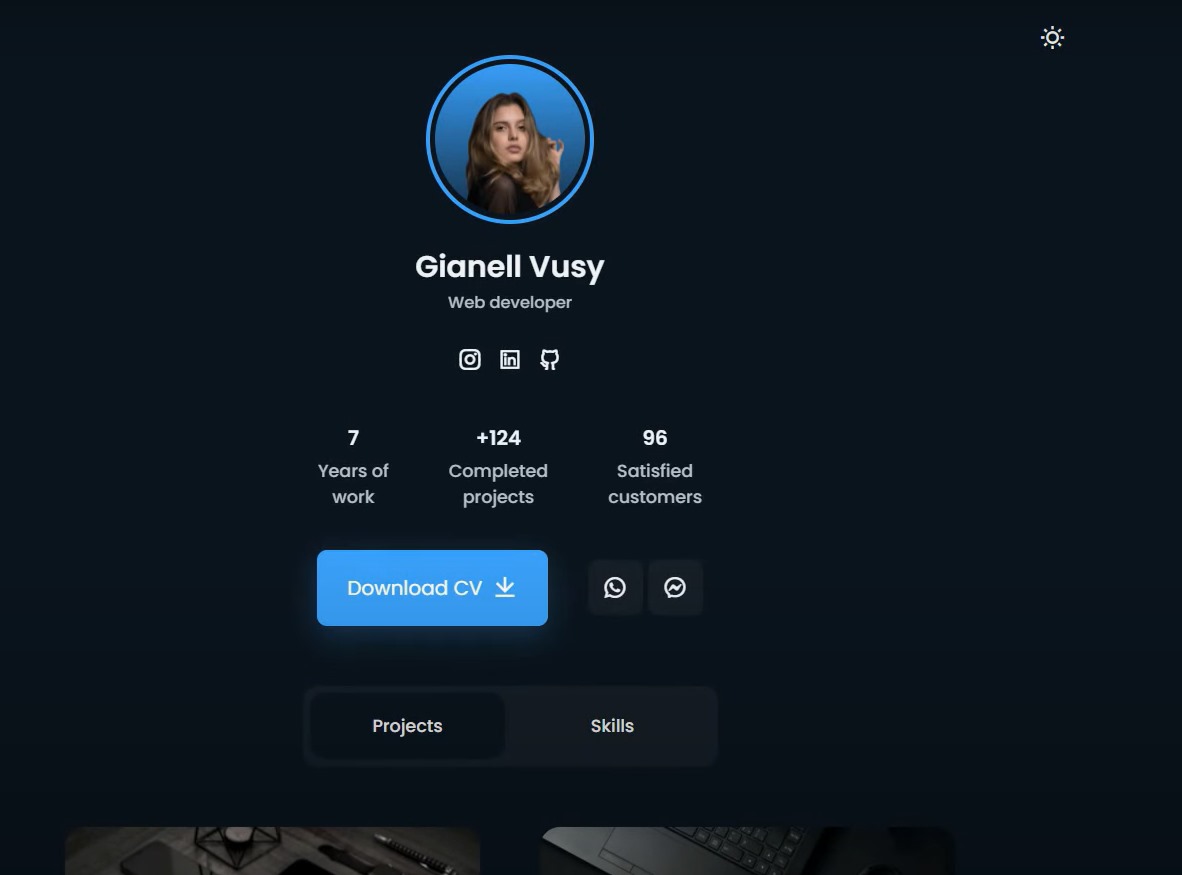 Gianell Vusy
Web developer
7
Years of
work
+124
Completed
projects
96
Satisfied
customers
Download CV
Projects
Skills